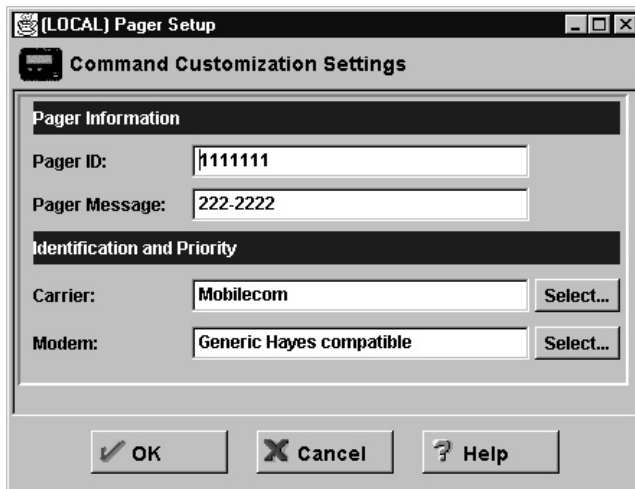 (LOCAL) Pager Setup
Command Customization Settings
Pager Information
Pager ID: 1111111
Pager Message: 222-2222
Identification and Priority
Carrier: Mobilecom Select...
Modem: Generic Hayes compatible Select...
OK Cancel Help